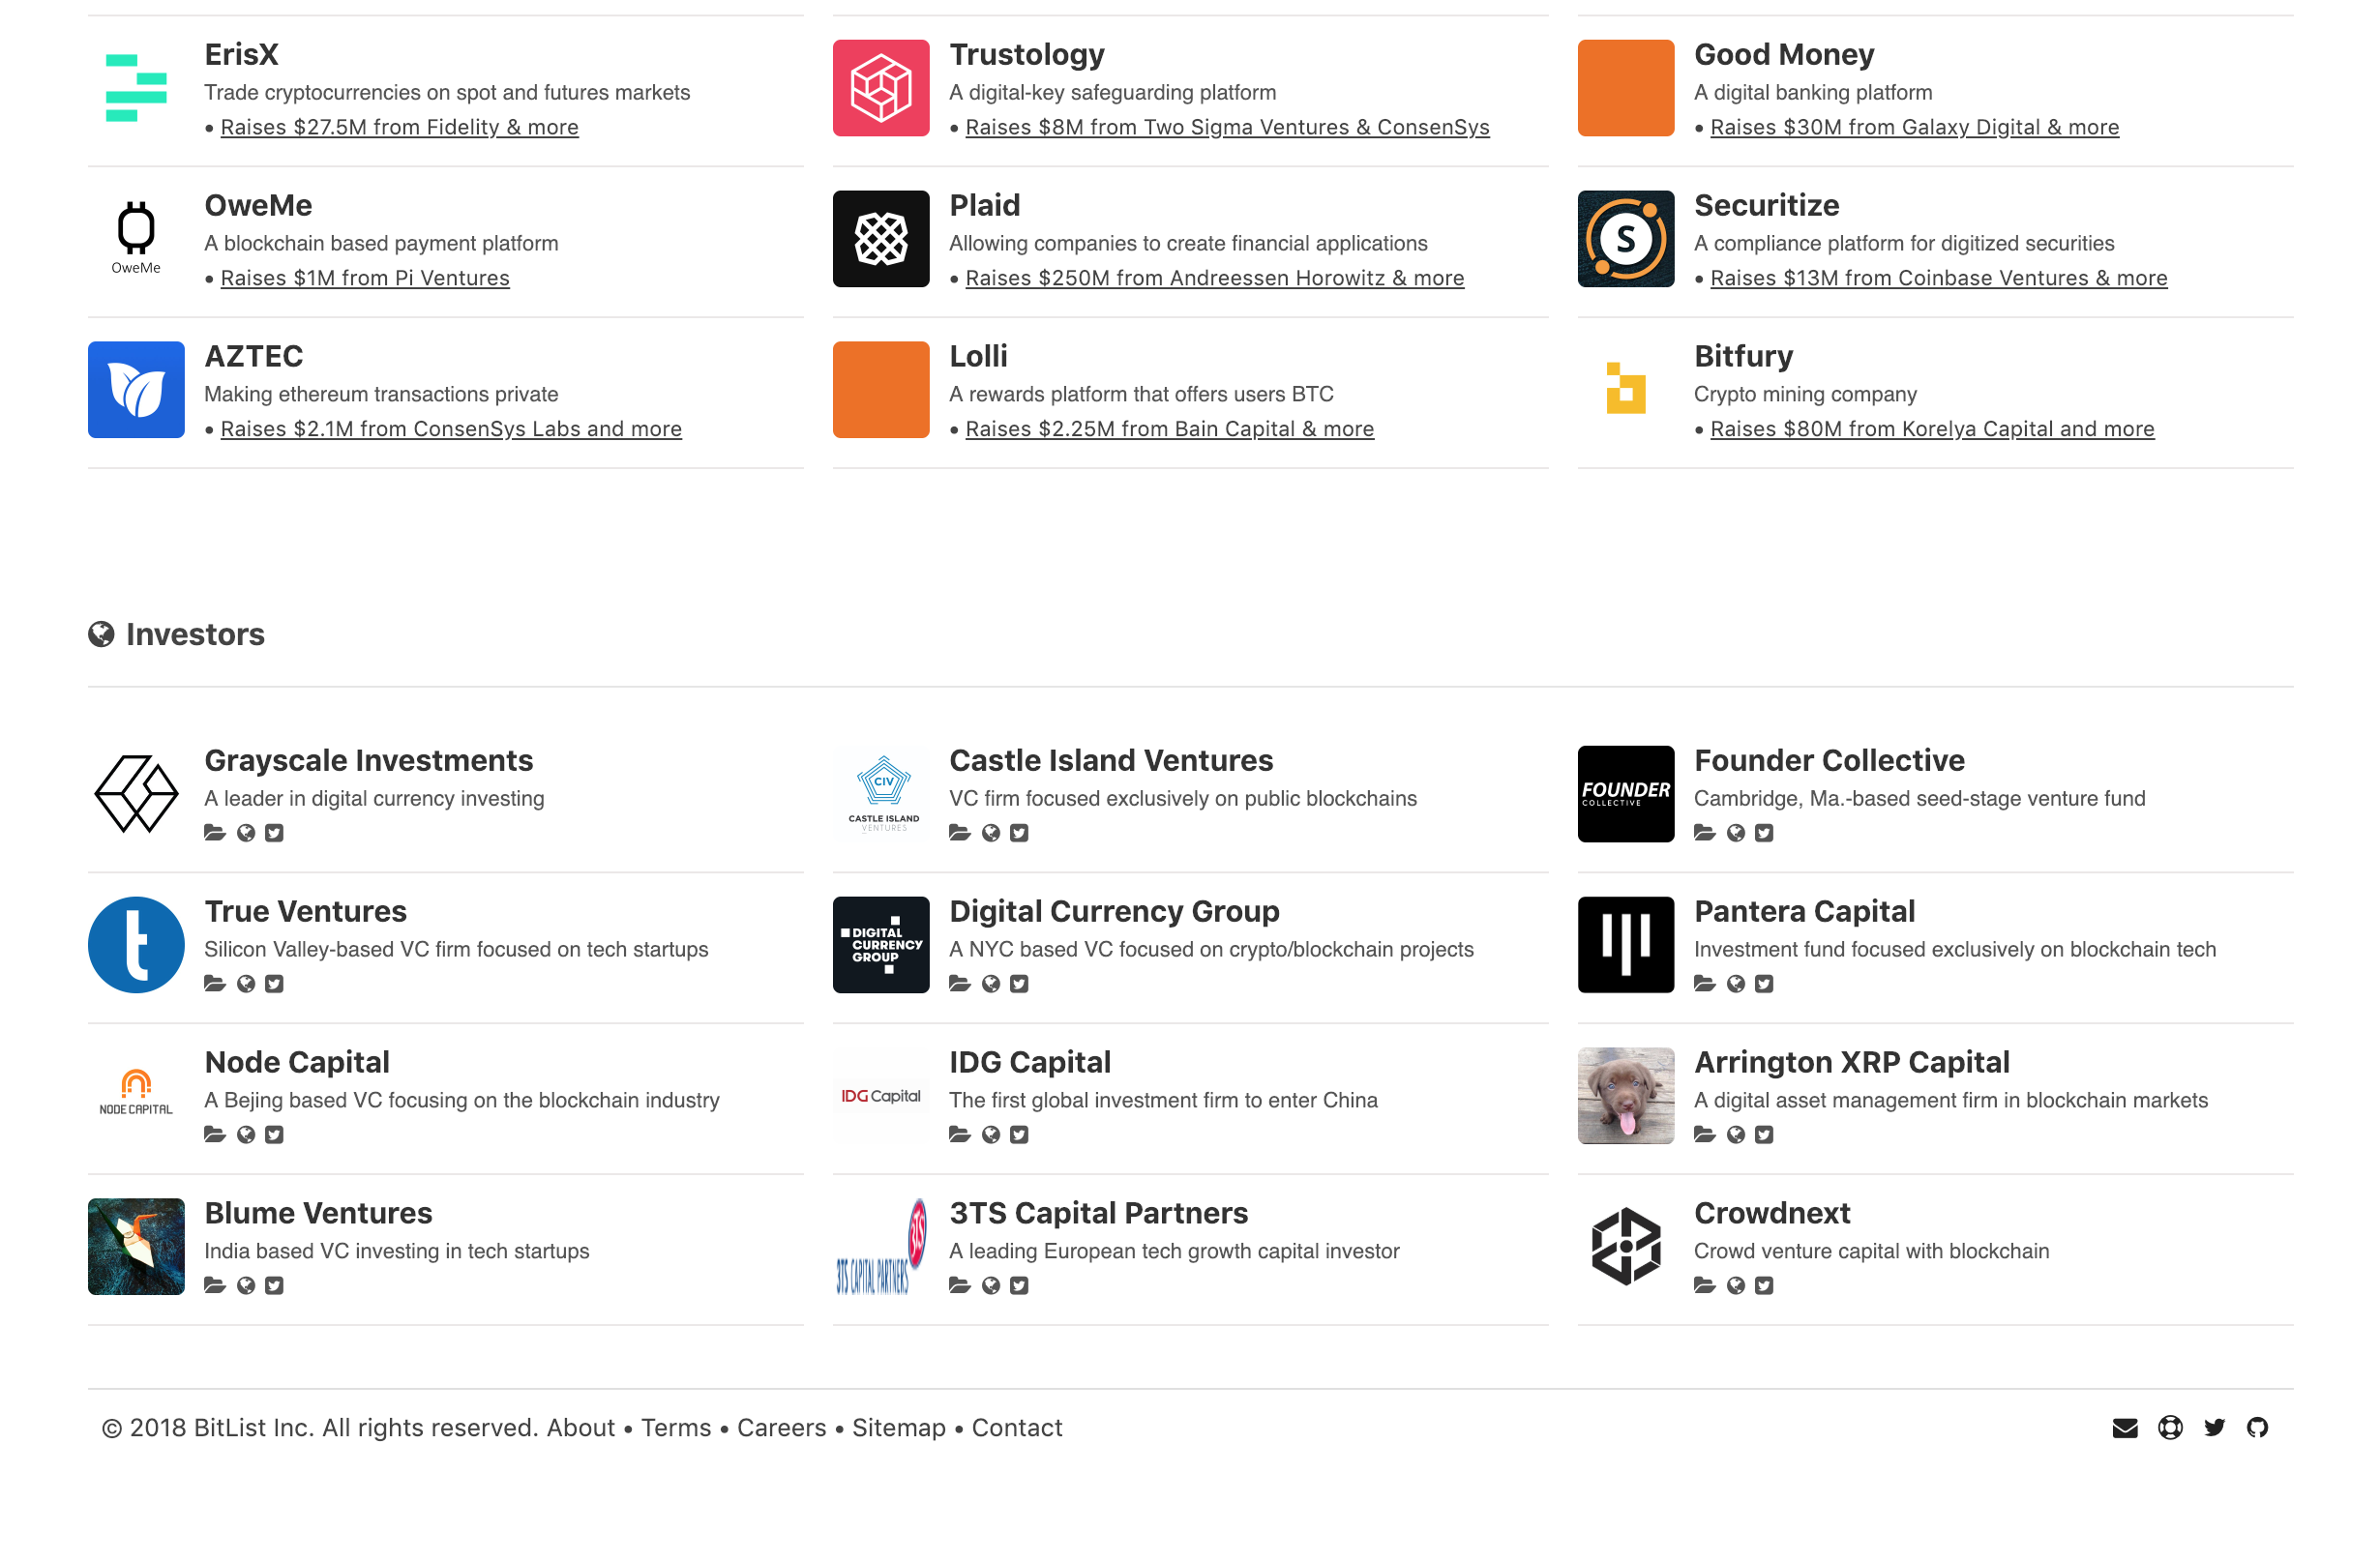 ErisX
Trade cryptocurrencies on spot and futures markets
• Raises $27.5M from Fidelity & more
Trustology
A digital-key safeguarding platform
• Raises $8M from Two Sigma Ventures & ConsenSys
Good Money
A digital banking platform
• Raises $30M from Galaxy Digital & more
OweMe
OweMe
A blockchain based payment platform
• Raises $1M from Pi Ventures
Plaid
Allowing companies to create financial applications
• Raises $250M from Andreessen Horowitz & more
S
Securitize
A compliance platform for digitized securities
• Raises $13M from Coinbase Ventures & more
AZTEC
Making ethereum transactions private
• Raises $2.1M from ConsenSys Labs and more
Lolli
A rewards platform that offers users BTC
• Raises $2.25M from Bain Capital & more
Bitfury
Crypto mining company
• Raises $80M from Korelya Capital and more
Investors
Grayscale Investments
A leader in digital currency investing
CIV
CASTLE ISLAND
VENTURES
Castle Island Ventures
VC firm focused exclusively on public blockchains
FOUNDER
COLLECTIVE
Founder Collective
Cambridge, Ma.-based seed-stage venture fund
t
True Ventures
Silicon Valley-based VC firm focused on tech startups
DIGITAL
CURRENCY
GROUP
Digital Currency Group
A NYC based VC focused on crypto/blockchain projects
Pantera Capital
Investment fund focused exclusively on blockchain tech
NODE CAPITAL
Node Capital
A Bejing based VC focusing on the blockchain industry
IDG Capital
IDG Capital
The first global investment firm to enter China
Arrington XRP Capital
A digital asset management firm in blockchain markets
Blume Ventures
India based VC investing in tech startups
3TS
3TS CAPITAL PARTNERS
3TS Capital Partners
A leading European tech growth capital investor
Crowdnext
Crowd venture capital with blockchain
© 2018 BitList Inc. All rights reserved. About • Terms • Careers • Sitemap • Contact